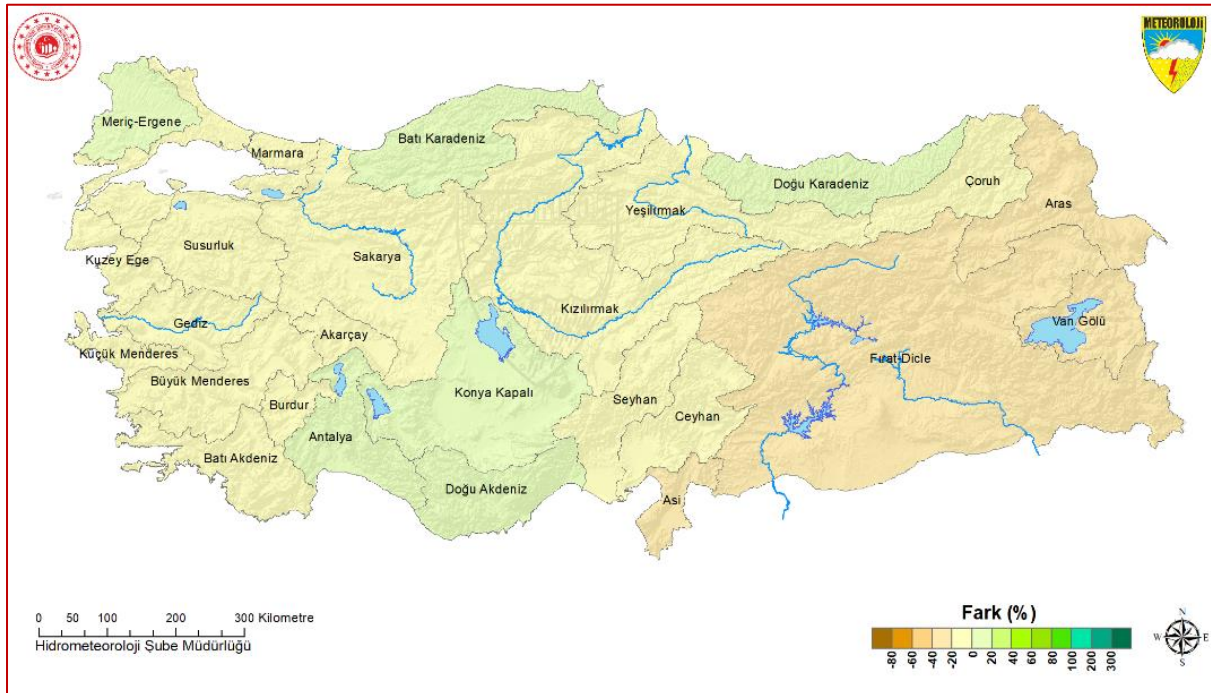 METEOROLOJİ
Meriç-Ergene
Marmara
Batı Karadeniz
Doğu Karadeniz
Çoruh
Aras
Yeşilırmak
Susurluk
Kuzey Ege
Sakarya
Kızılırmak
Gediz
Akarçay
Van Gölü
Küçük Menderes
Fırat-Dicle
Büyük Menderes
Burdur
Konya Kapalı
Seyhan
Ceyhan
Antalya
Batı Akdeniz
Doğu Akdeniz
Asi
0 50 100 200 300 Kilometre
Hidrometeoroloji Şube Müdürlüğü
Fark (%)
-80 -60 -40 -20 0 20 40 60 80 100 200 300
N
W E
S